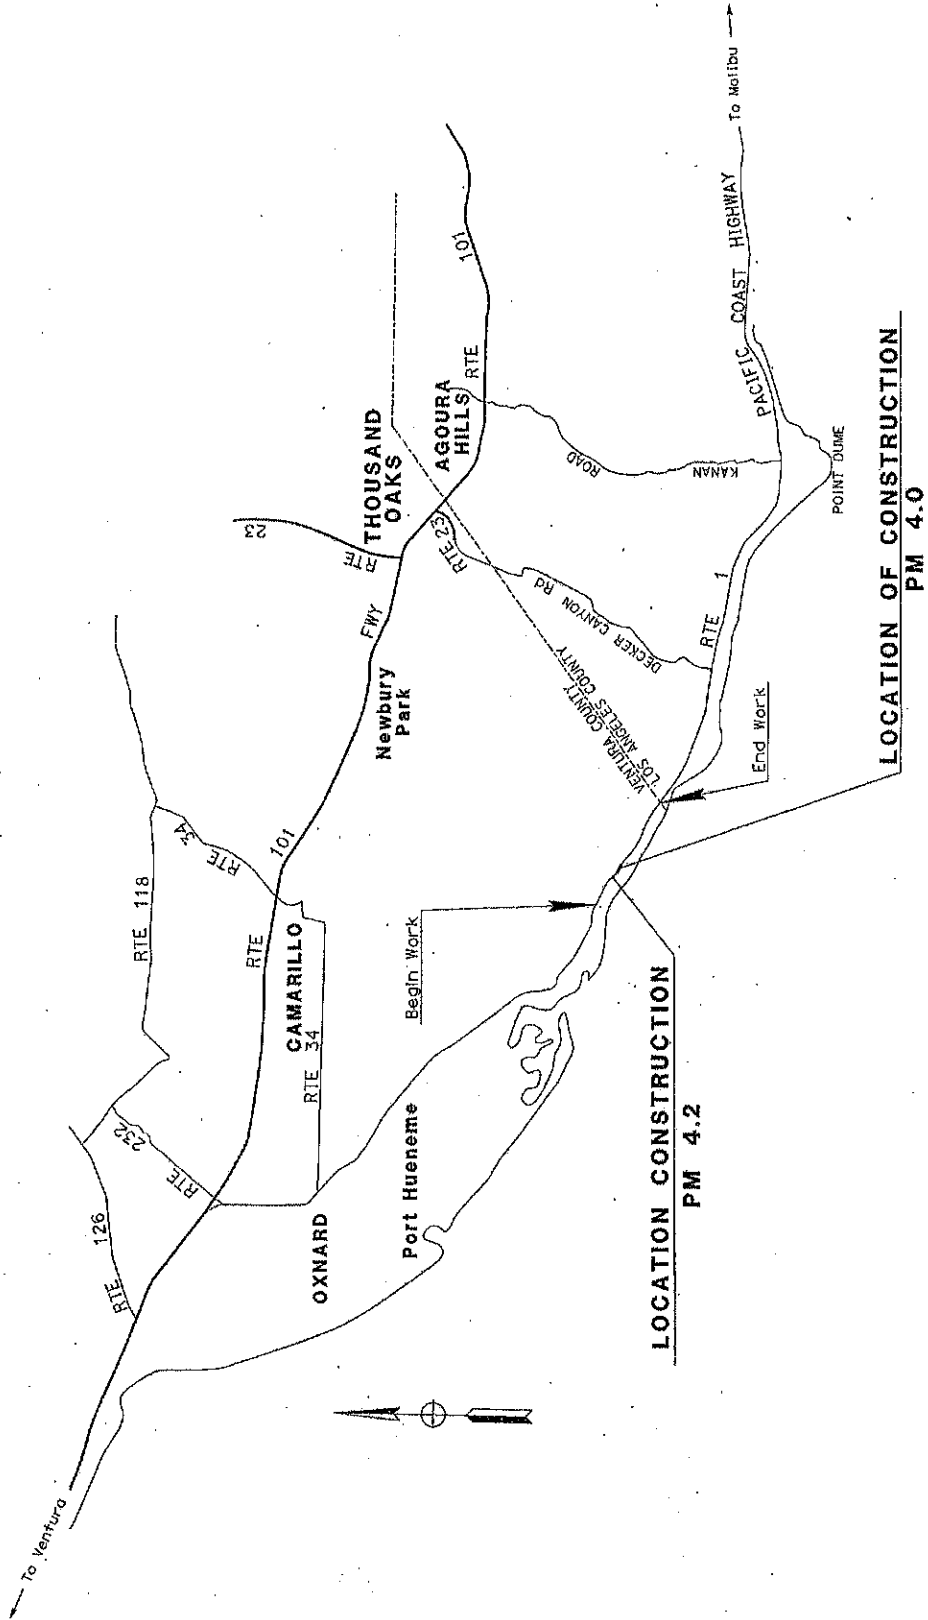 To Ventura
RTE 126
RTE 232
RTE 118
RTE 34
RTE 101
CAMARILLO
RTE 34
OXNARD
Port Hueneme
Newbury
Park
FWY
RTE 23
THOUSAND
OAKS
AGOURA
HILLS
RTE 101
RTE 23
DECKER CANYON Rd
KANAN ROAD
VENTURA COUNTY
LOS ANGELES COUNTY
Begin Work
End Work
RTE 1
PACIFIC COAST HIGHWAY
To Malibu
POINT DUME
LOCATION CONSTRUCTION
PM 4.2
LOCATION OF CONSTRUCTION
PM 4.0